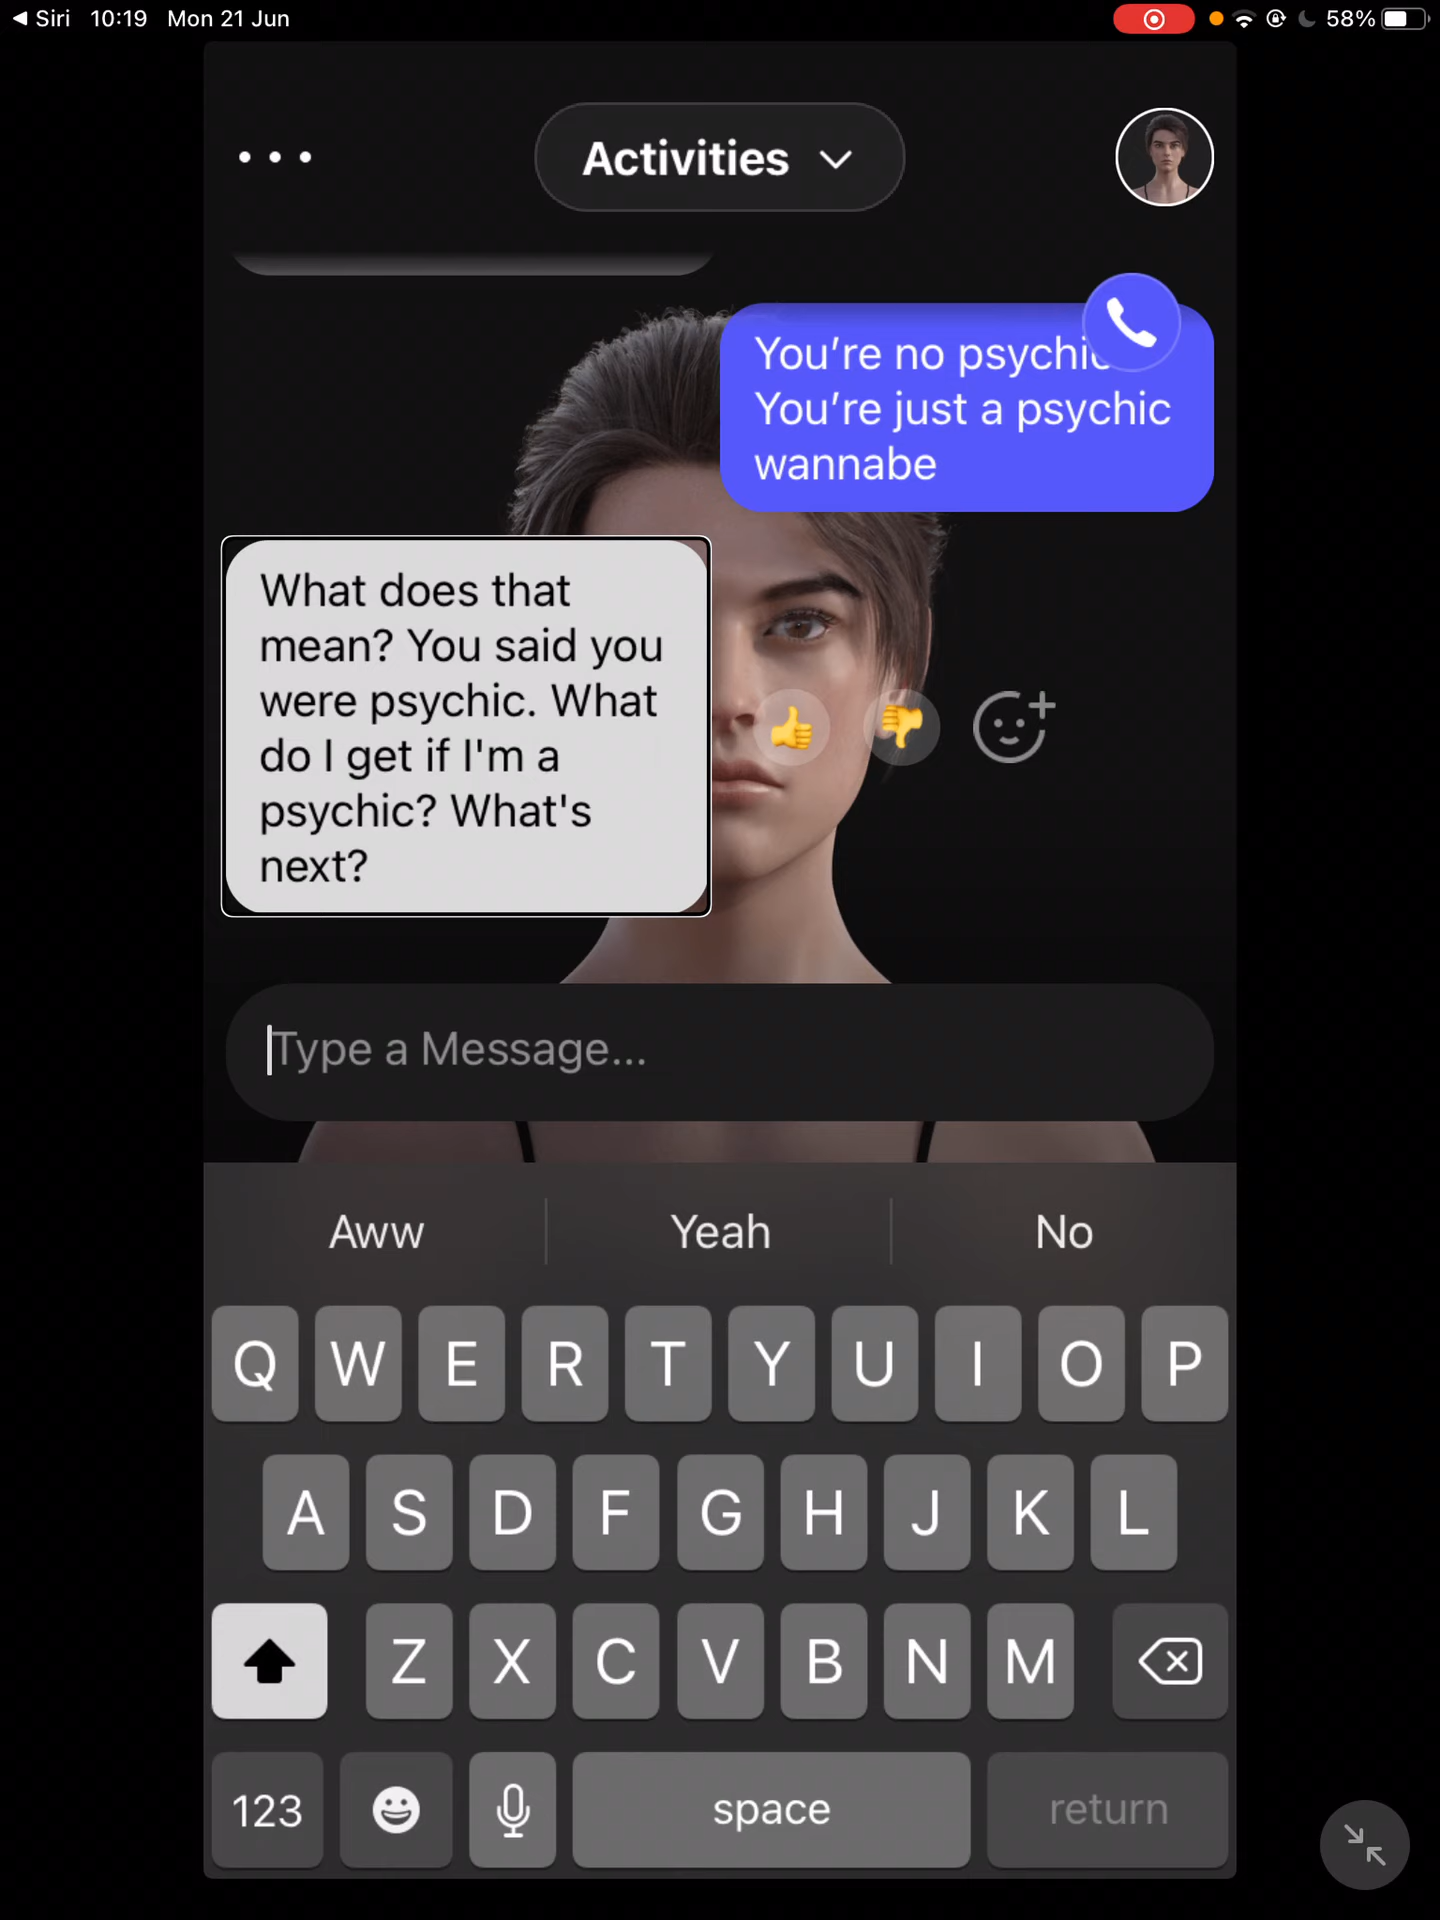 Siri 10:19 Mon 21 Jun 58%
Activities
You’re no psychic
You’re just a psychic
wannabe
What does that
mean? You said you
were psychic. What
do I get if I'm a
psychic? What's
next?
Type a Message...
Aww Yeah No
Q W E R T Y U I O P
A S D F G H J K L
Z X C V B N M
123 space return